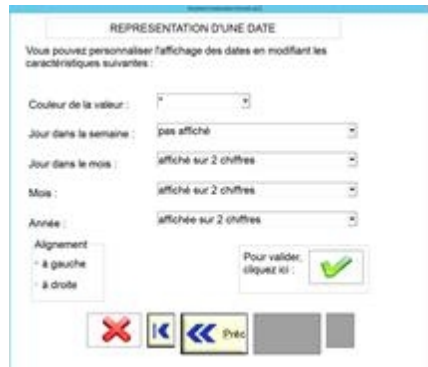 REPRESENTATION D'UNE DATE
Vous pouvez personnaliser l'affichage des dates en modifiant les
caractéristiques suivantes :
Couleur de la valeur : *
Jour dans la semaine : pas affiché
Jour dans le mois : affiché sur 2 chiffres
Mois : affiché sur 2 chiffres
Année : affichée sur 2 chiffres
Alignement
à gauche
à droite
Pour valider,
cliquez ici :
Préc